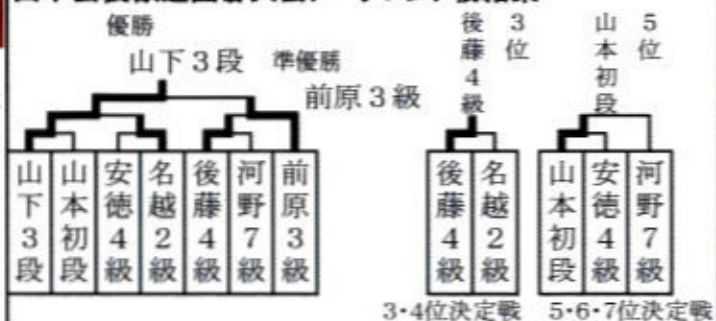 優勝
山下3段
準優勝
前原3級
3位
後藤4級
5位
山本初段
山下3段
山本初段
安徳4級
名越2級
後藤4級
河野7級
前原3級
後藤4級
名越2級
山本初段
安徳4級
河野7級
3・4位決定戦
5・6・7位決定戦